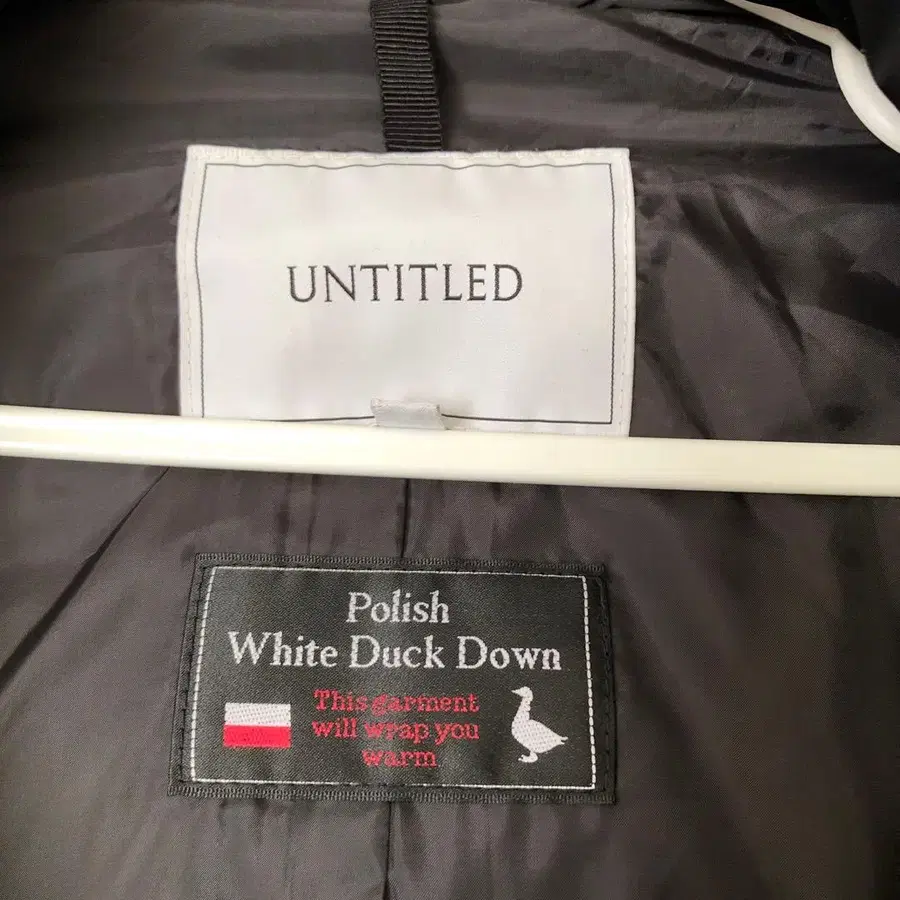 UNTITLED
Polish
White Duck Down
This garment
will wrap you
warm